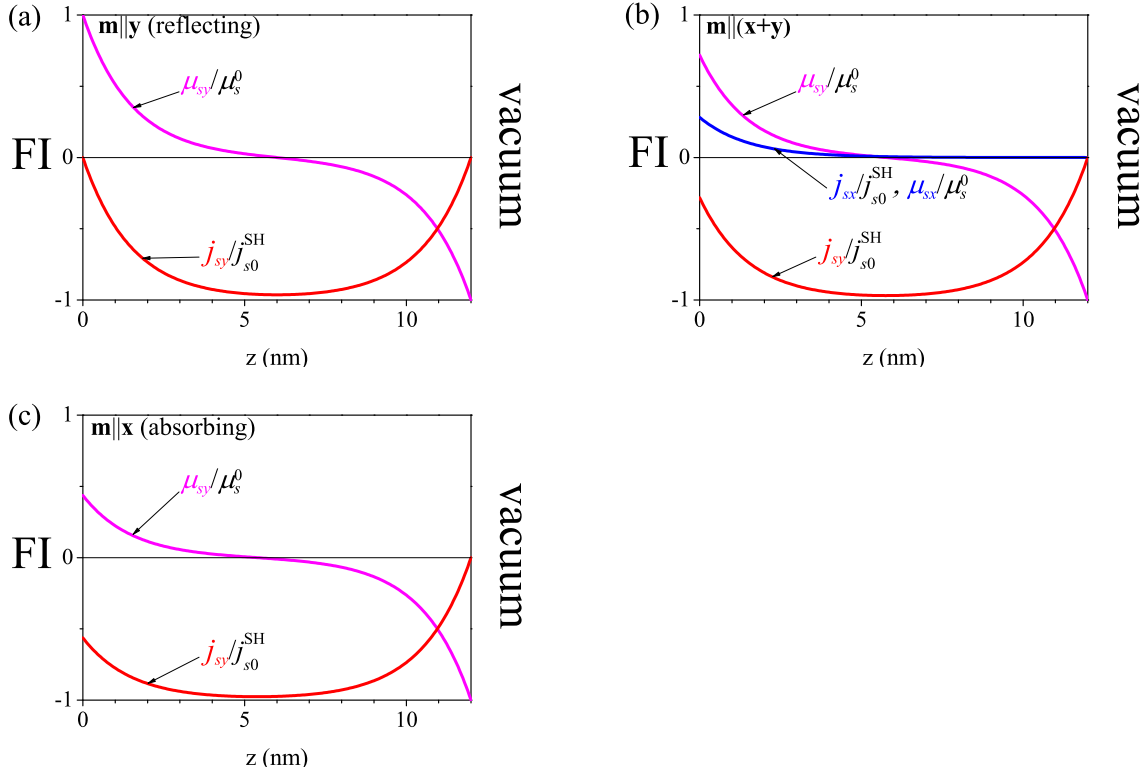 (a)
m||y (reflecting)
μsy/μs0
jsy/js0SH
FI
vacuum
1
0
-1
0
5
10
z (nm)
(b)
m||(x+y)
μsy/μs0
jsx/js0SH, μsx/μs0
jsy/js0SH
FI
vacuum
1
0
-1
0
5
10
z (nm)
(c)
m||x (absorbing)
μsy/μs0
jsy/js0SH
FI
vacuum
1
0
-1
0
5
10
z (nm)